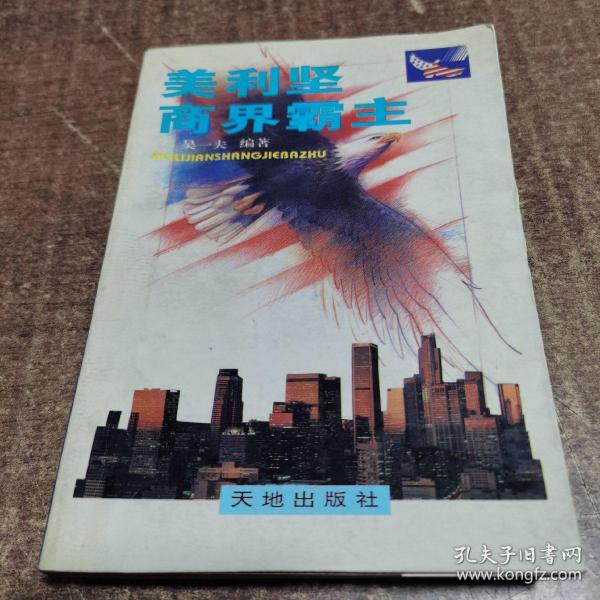 美利坚
商界霸主
吴一夫 编著
MEILIJIANSHANGJIEBAZHU
天地出版社
孔夫子旧书网
www.kongfz.com